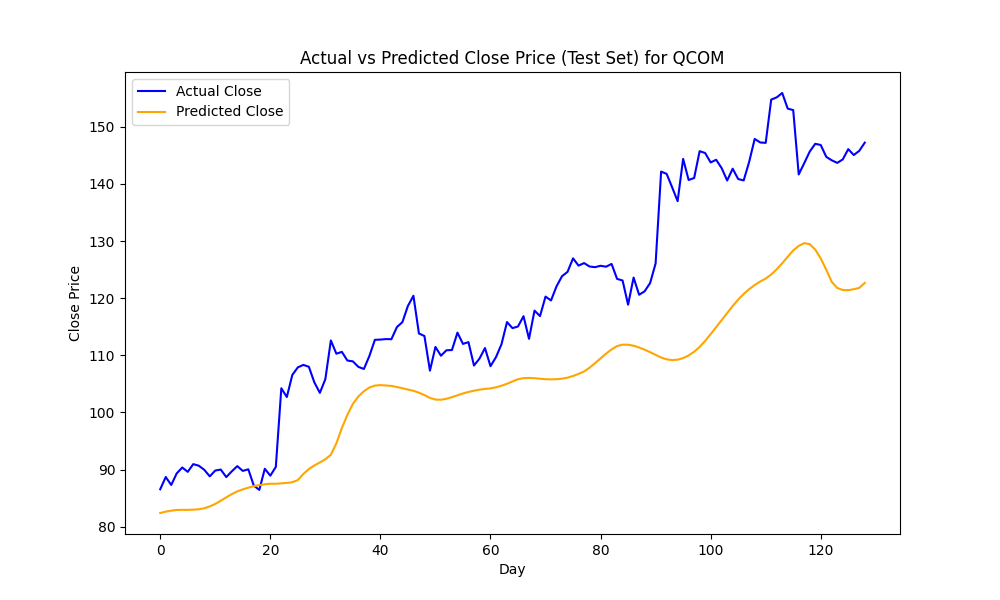 Actual vs Predicted Close Price (Test Set) for QCOM
Actual Close
Predicted Close
Close Price
150
140
130
120
110
100
90
80
0 20 40 60 80 100 120
Day